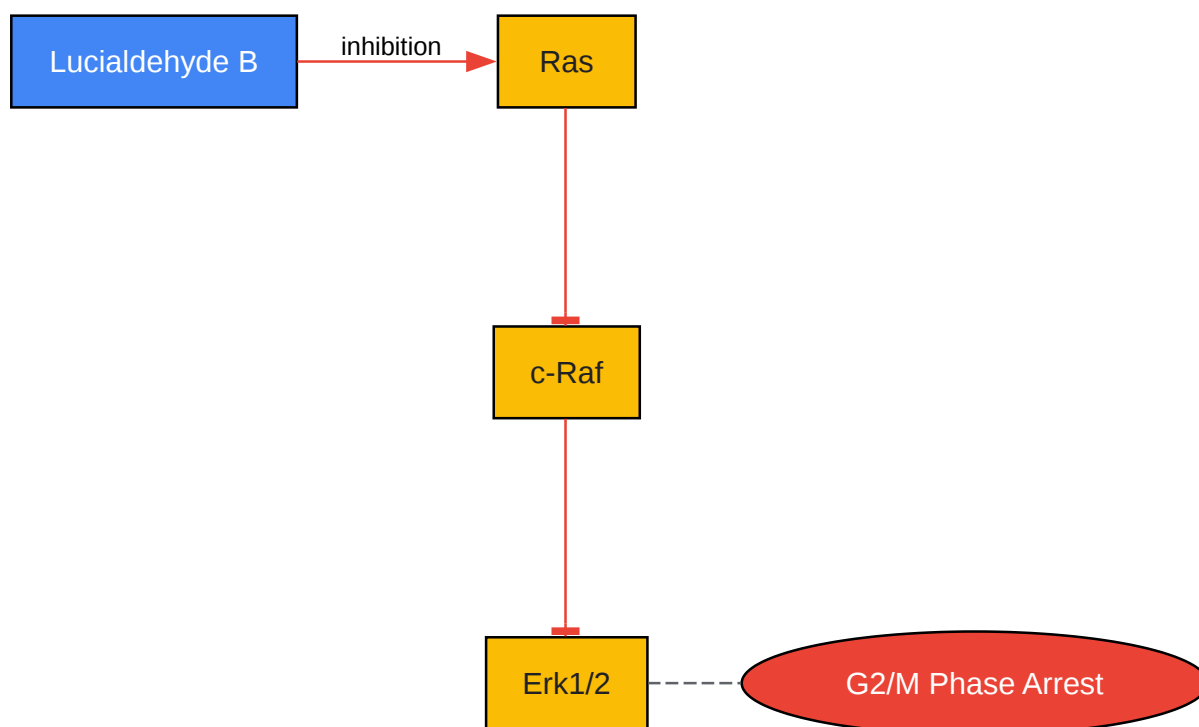 Lucialdehyde B
inhibition
Ras
c-Raf
Erk1/2
G2/M Phase Arrest